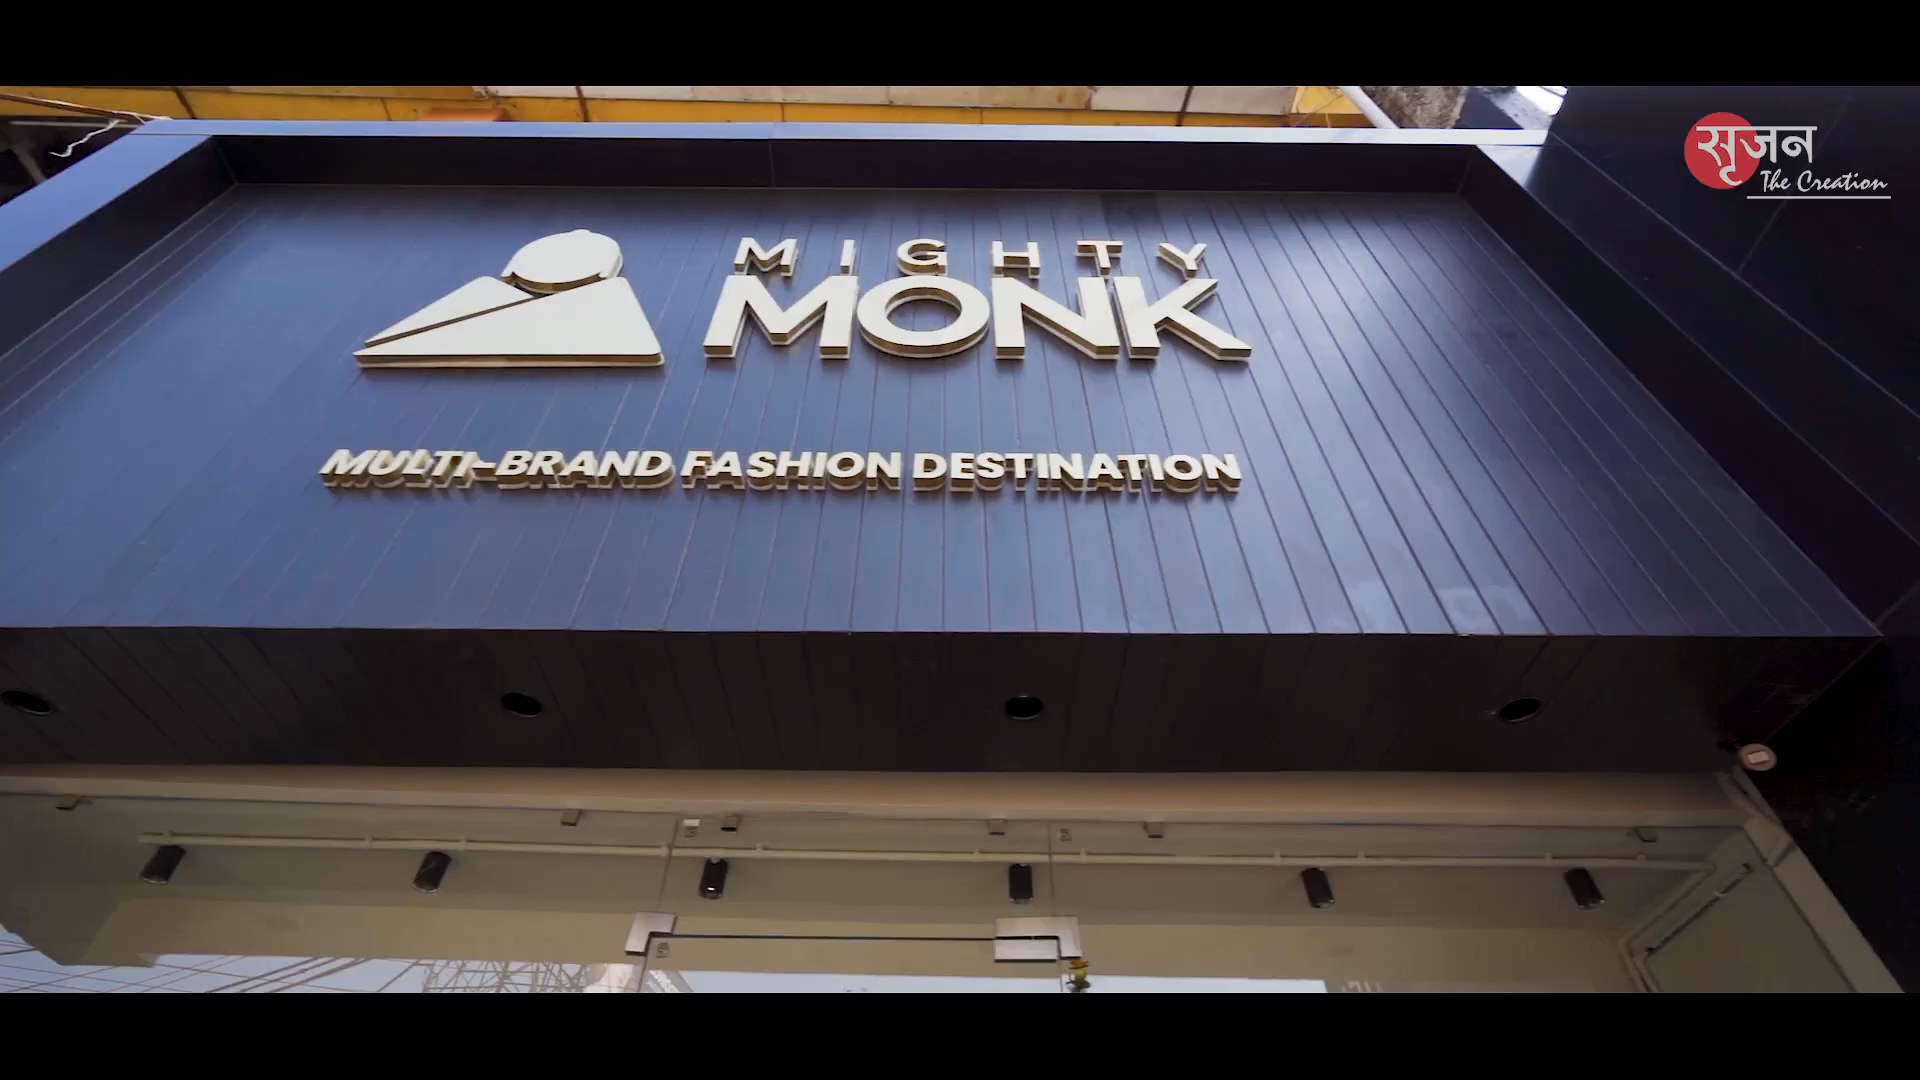 सृजन
The Creation
MIGHTY
MONK
MULTI-BRAND FASHION DESTINATION